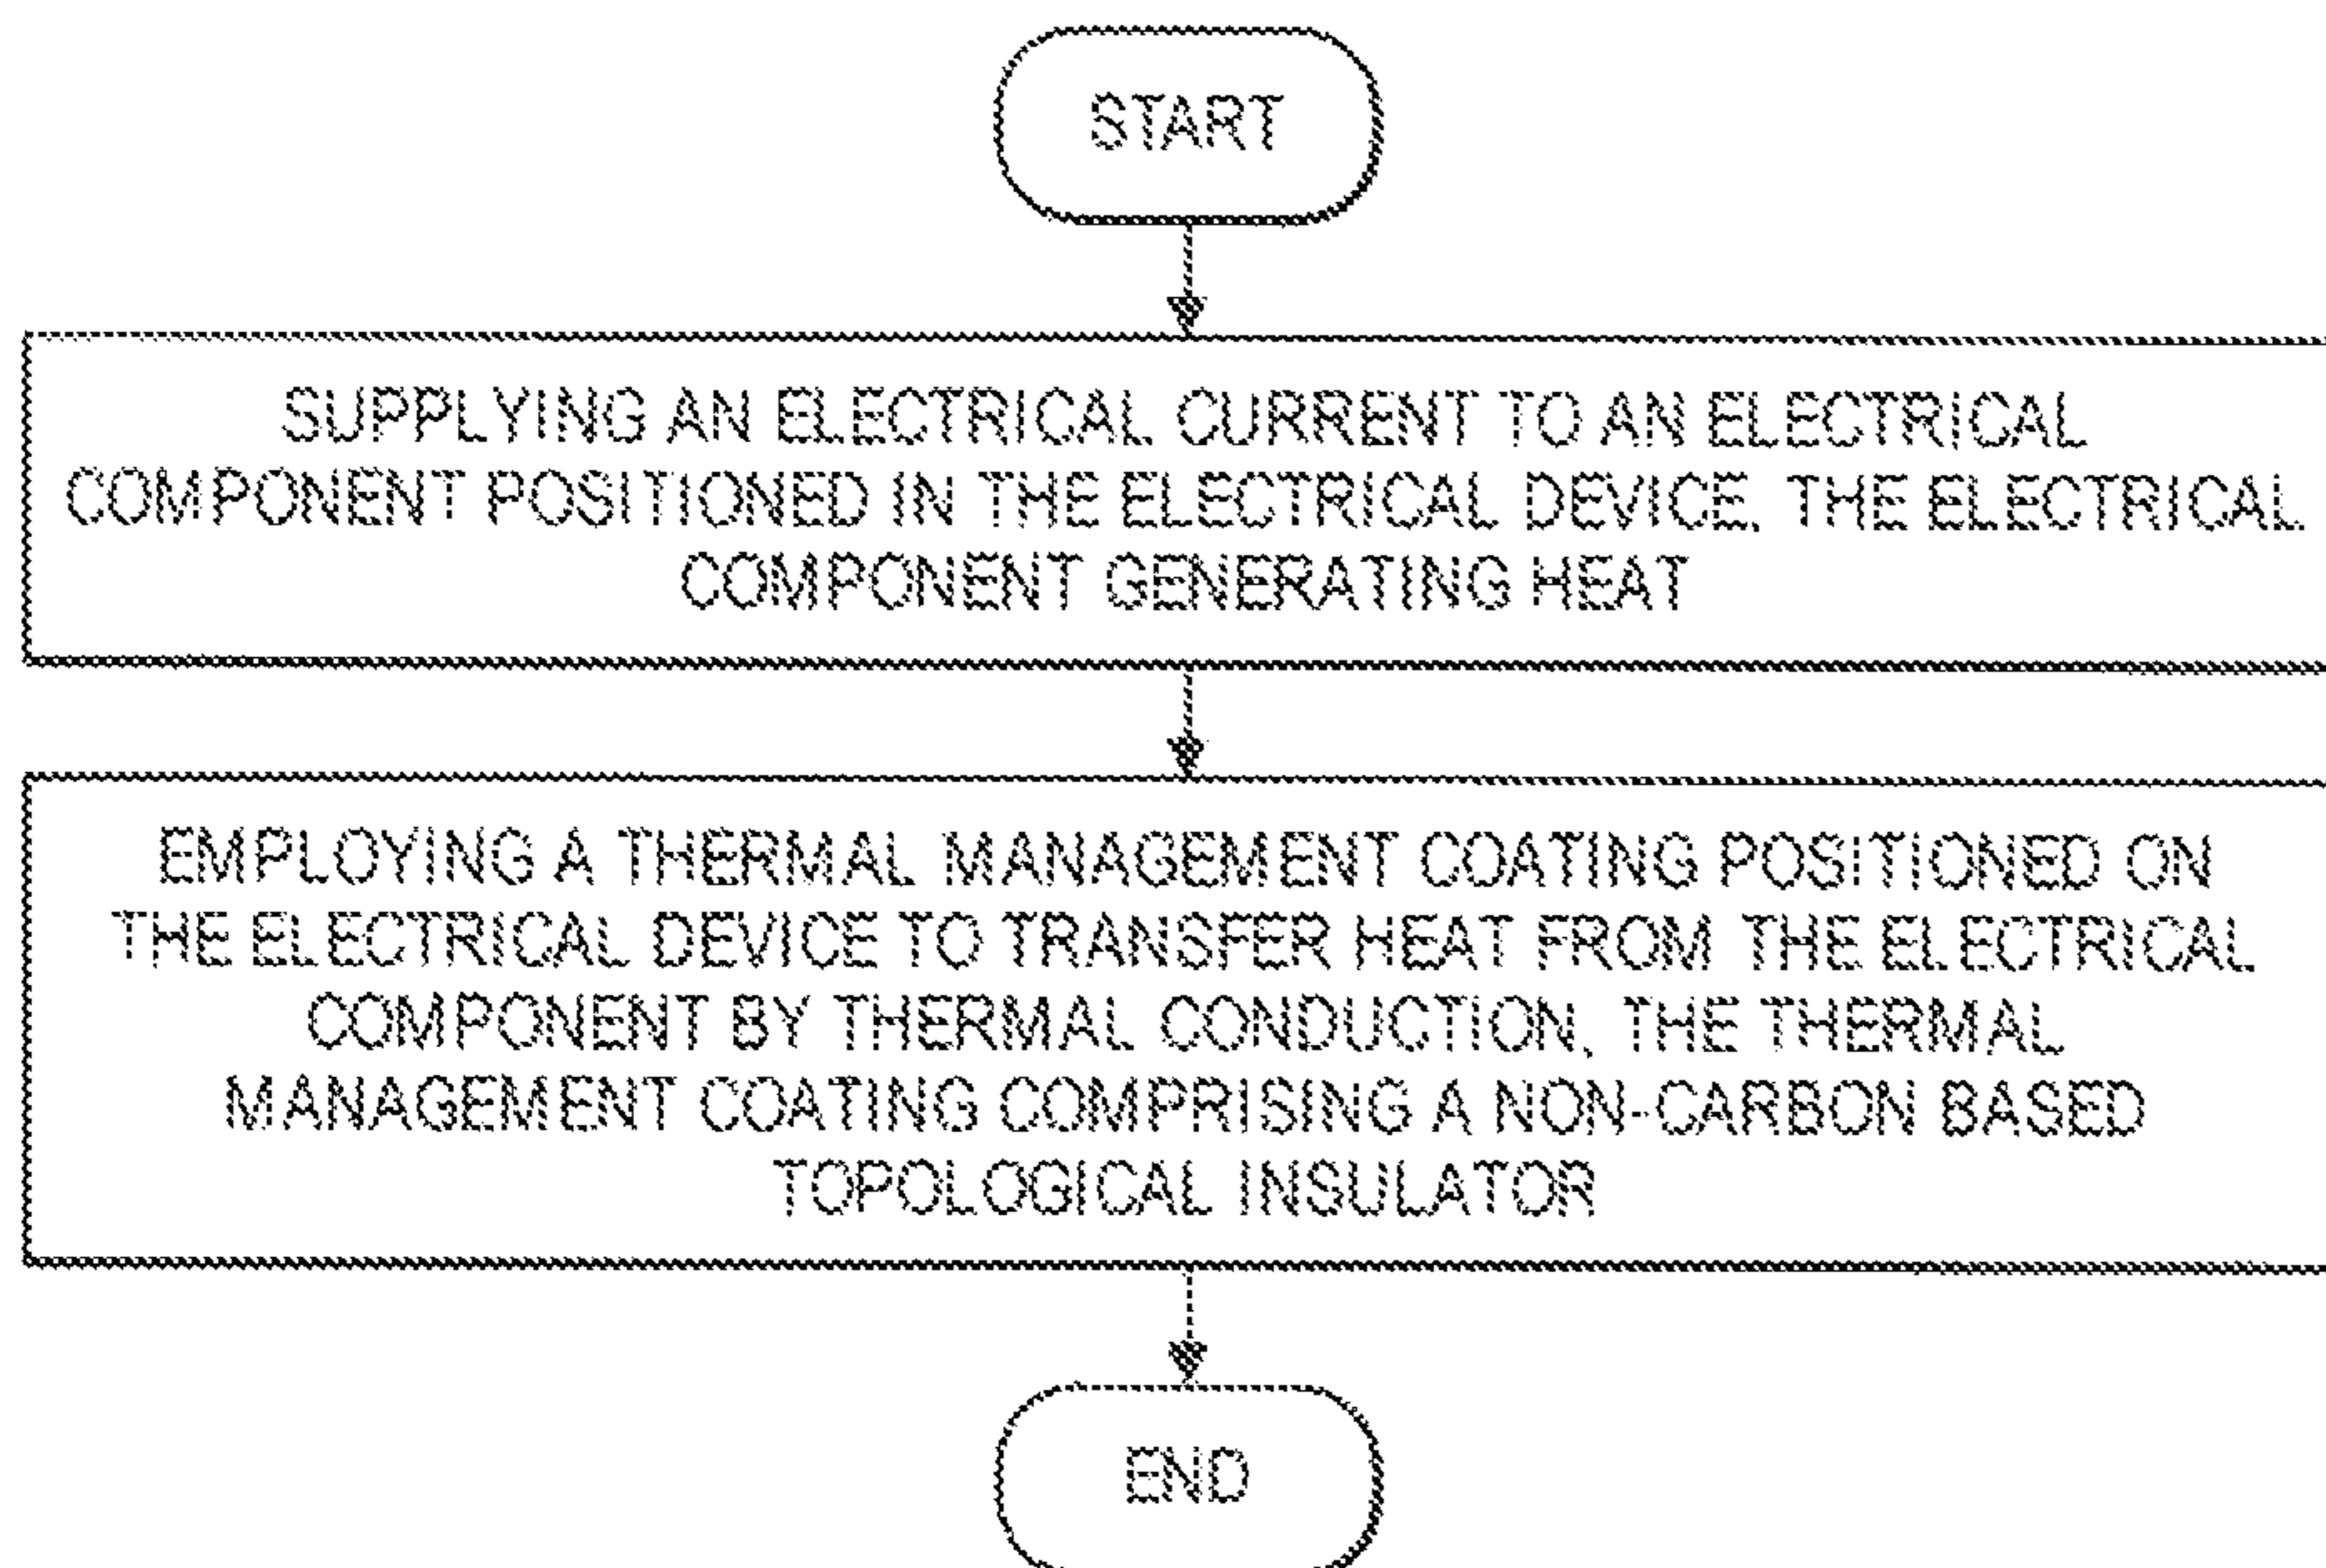 START
SUPPLYING AN ELECTRICAL CURRENT TO AN ELECTRICAL
COMPONENT POSITIONED IN THE ELECTRICAL DEVICE, THE ELECTRICAL
COMPONENT GENERATING HEAT
EMPLOYING A THERMAL MANAGEMENT COATING POSITIONED ON
THE ELECTRICAL DEVICE TO TRANSFER HEAT FROM THE ELECTRICAL
COMPONENT BY THERMAL CONDUCTION, THE THERMAL
MANAGEMENT COATING COMPRISING A NON-CARBON BASED
TOPOLOGICAL INSULATOR
END